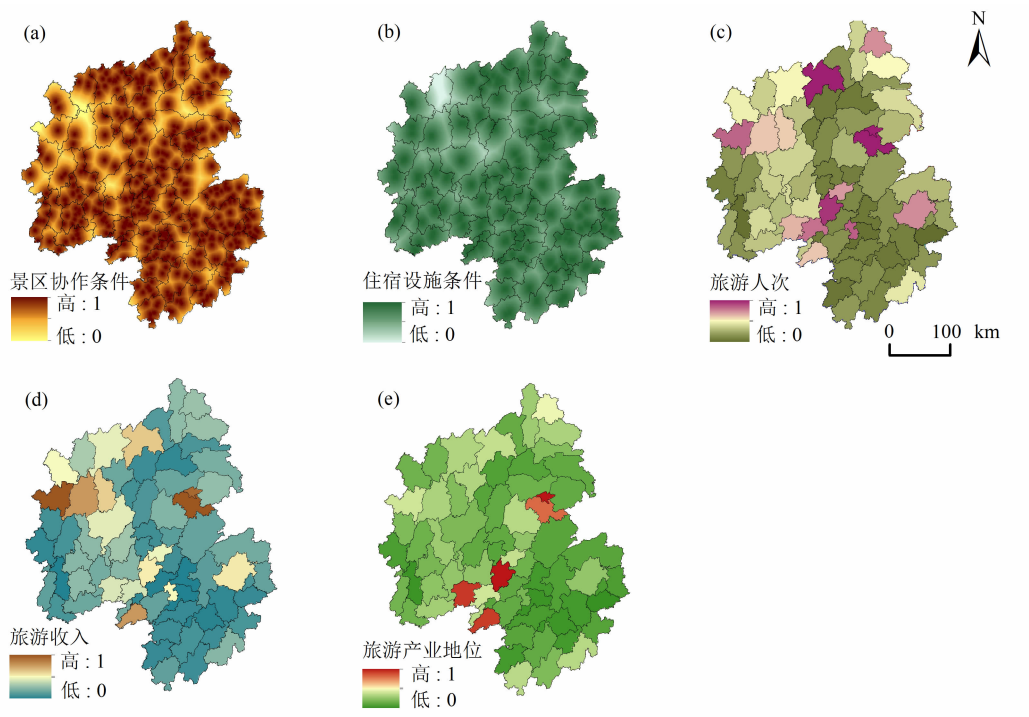 (a)
景区协作条件
高 : 1
低 : 0
(b)
住宿设施条件
高 : 1
低 : 0
(c)
N
旅游人次
高 : 1
低 : 0
0 100 km
(d)
旅游收入
高 : 1
低 : 0
(e)
旅游产业地位
高 : 1
低 : 0